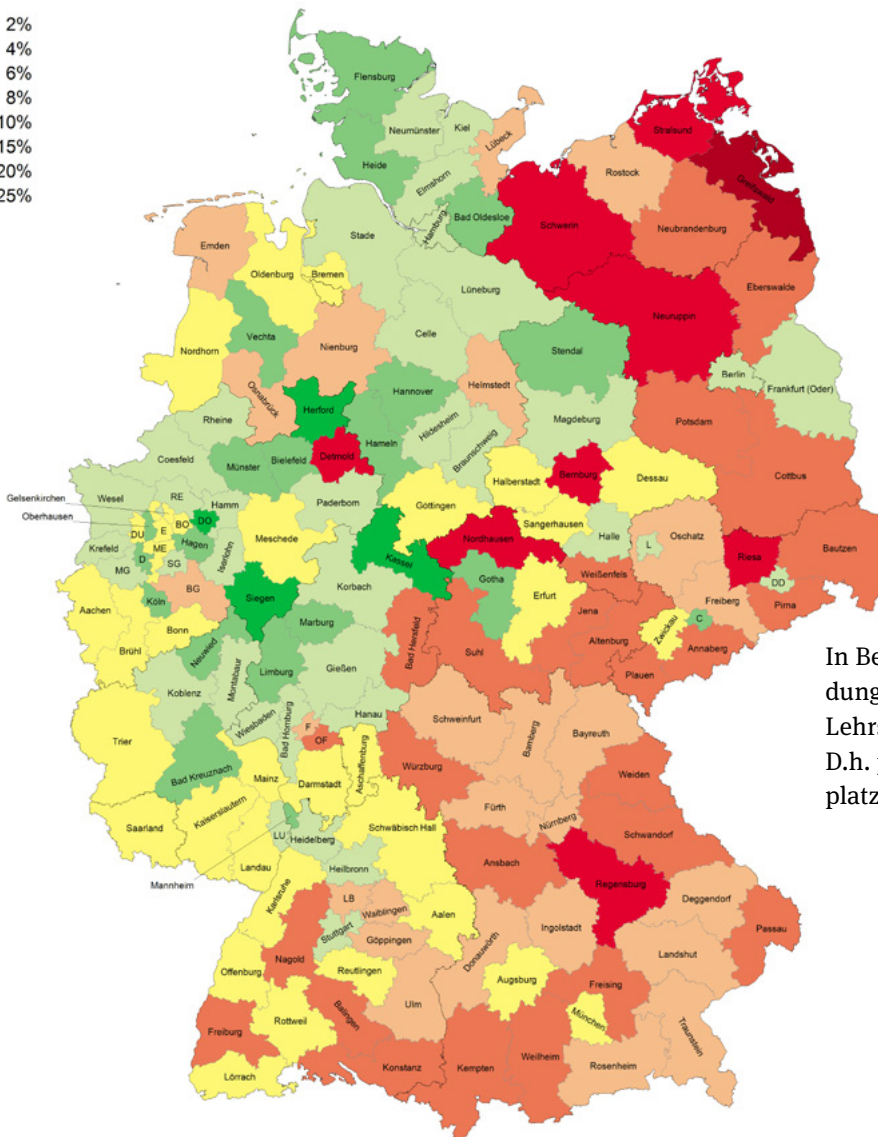 2%
4%
6%
8%
10%
15%
20%
25%
Flensburg
Neumünster
Kiel
Lübeck
Heide
Elmshorn
Hamburg
Bad Oldesloe
Stralsund
Rostock
Greifswald
Schwerin
Neubrandenburg
Emden
Oldenburg
Bremen
Stade
Lüneburg
Eberswalde
Neuruppin
Nordhorn
Vechta
Nienburg
Celle
Stendal
Berlin
Frankfurt (Oder)
Osnabrück
Herford
Hannover
Helmstedt
Rheine
Hildesheim
Braunschweig
Magdeburg
Potsdam
Coesfeld
Münster
Bielefeld
Detmold
Hameln
Cottbus
Gelsenkirchen
Oberhausen
Wesel
RE
Hamm
Paderborn
Göttingen
Halberstadt
Bernburg
Dessau
DU
E
BO
DO
Meschede
Sangerhausen
Krefeld
ME
Hagen
Iserlohn
Nordhausen
Halle
Oschatz
Riesa
Bautzen
MG
D
SG
Kassel
L
DD
Köln
BG
Korbach
Gotha
Weißenfels
Erfurt
Freiberg
Pirna
Aachen
Bonn
Siegen
Bad Hersfeld
Jena
Zwickau
C
Brühl
Neuwied
Marburg
Suhl
Altenburg
Annaberg
Plauen
Koblenz
Montabaur
Limburg
Gießen
Wiesbaden
Bad Homburg
Hanau
F
OF
Schweinfurt
Bamberg
Bayreuth
Trier
Bad Kreuznach
Mainz
Darmstadt
Aschaffenburg
Würzburg
Weiden
Saarland
Kaiserslautern
LU
Heidelberg
Mannheim
Landau
Schwäbisch Hall
Fürth
Nürnberg
Schwandorf
Heilbronn
Ansbach
Regensburg
Karlsruhe
LB
Waiblingen
Stuttgart
Göppingen
Aalen
Donauwörth
Ingolstadt
Deggendorf
Passau
Offenburg
Nagold
Reutlingen
Ulm
Augsburg
Landshut
Freising
Freiburg
Rottweil
Balingen
München
Traunstein
Lörrach
Konstanz
Kempten
Weilheim
Rosenheim
In Be
dung
Lehrs
D.h. j
platz